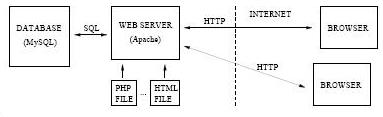 DATABASE
(MySQL)
SQL
WEB SERVER
(Apache)
HTTP
INTERNET
BROWSER
HTTP
BROWSER
PHP
FILE
...
HTML
FILE